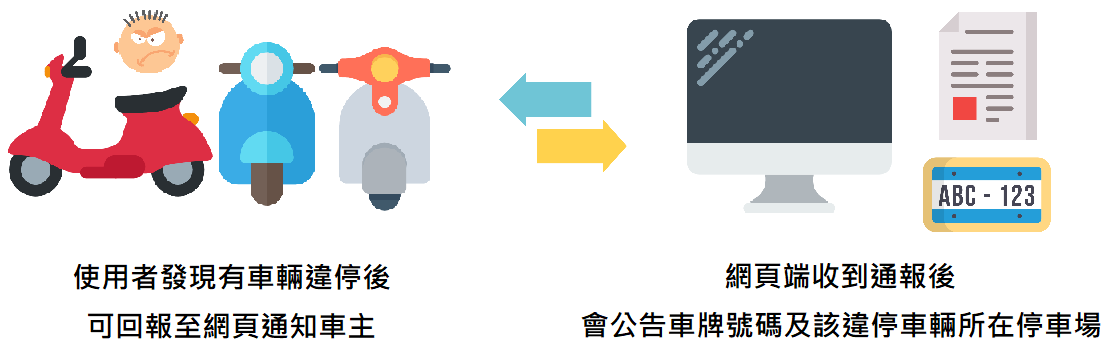 ABC - 123
使用者發現有車輛違停後
可回報至網頁通知車主
網頁端收到通報後
會公告車牌號碼及該違停車輛所在停車場